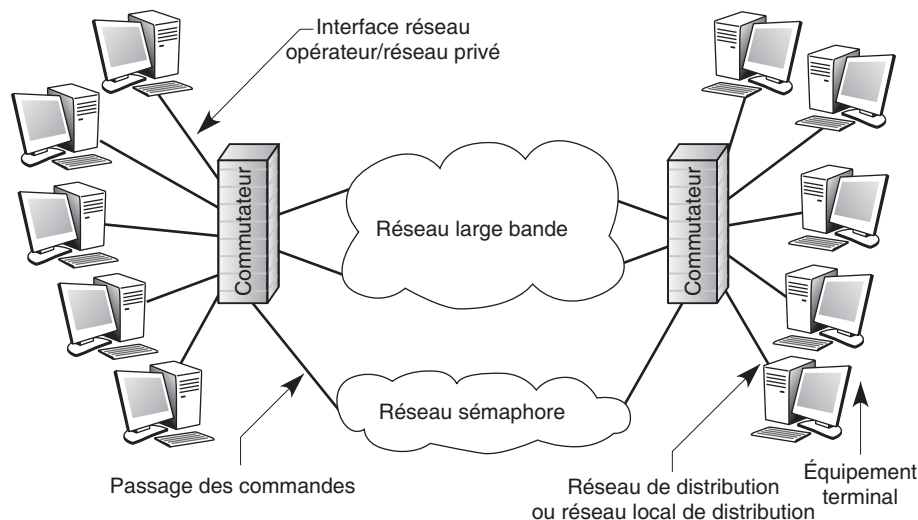 Interface réseau
opérateur/réseau privé
Commutateur
Réseau large bande
Commutateur
Réseau sémaphore
Passage des commandes
Réseau de distribution
ou réseau local de distribution
Équipement
terminal